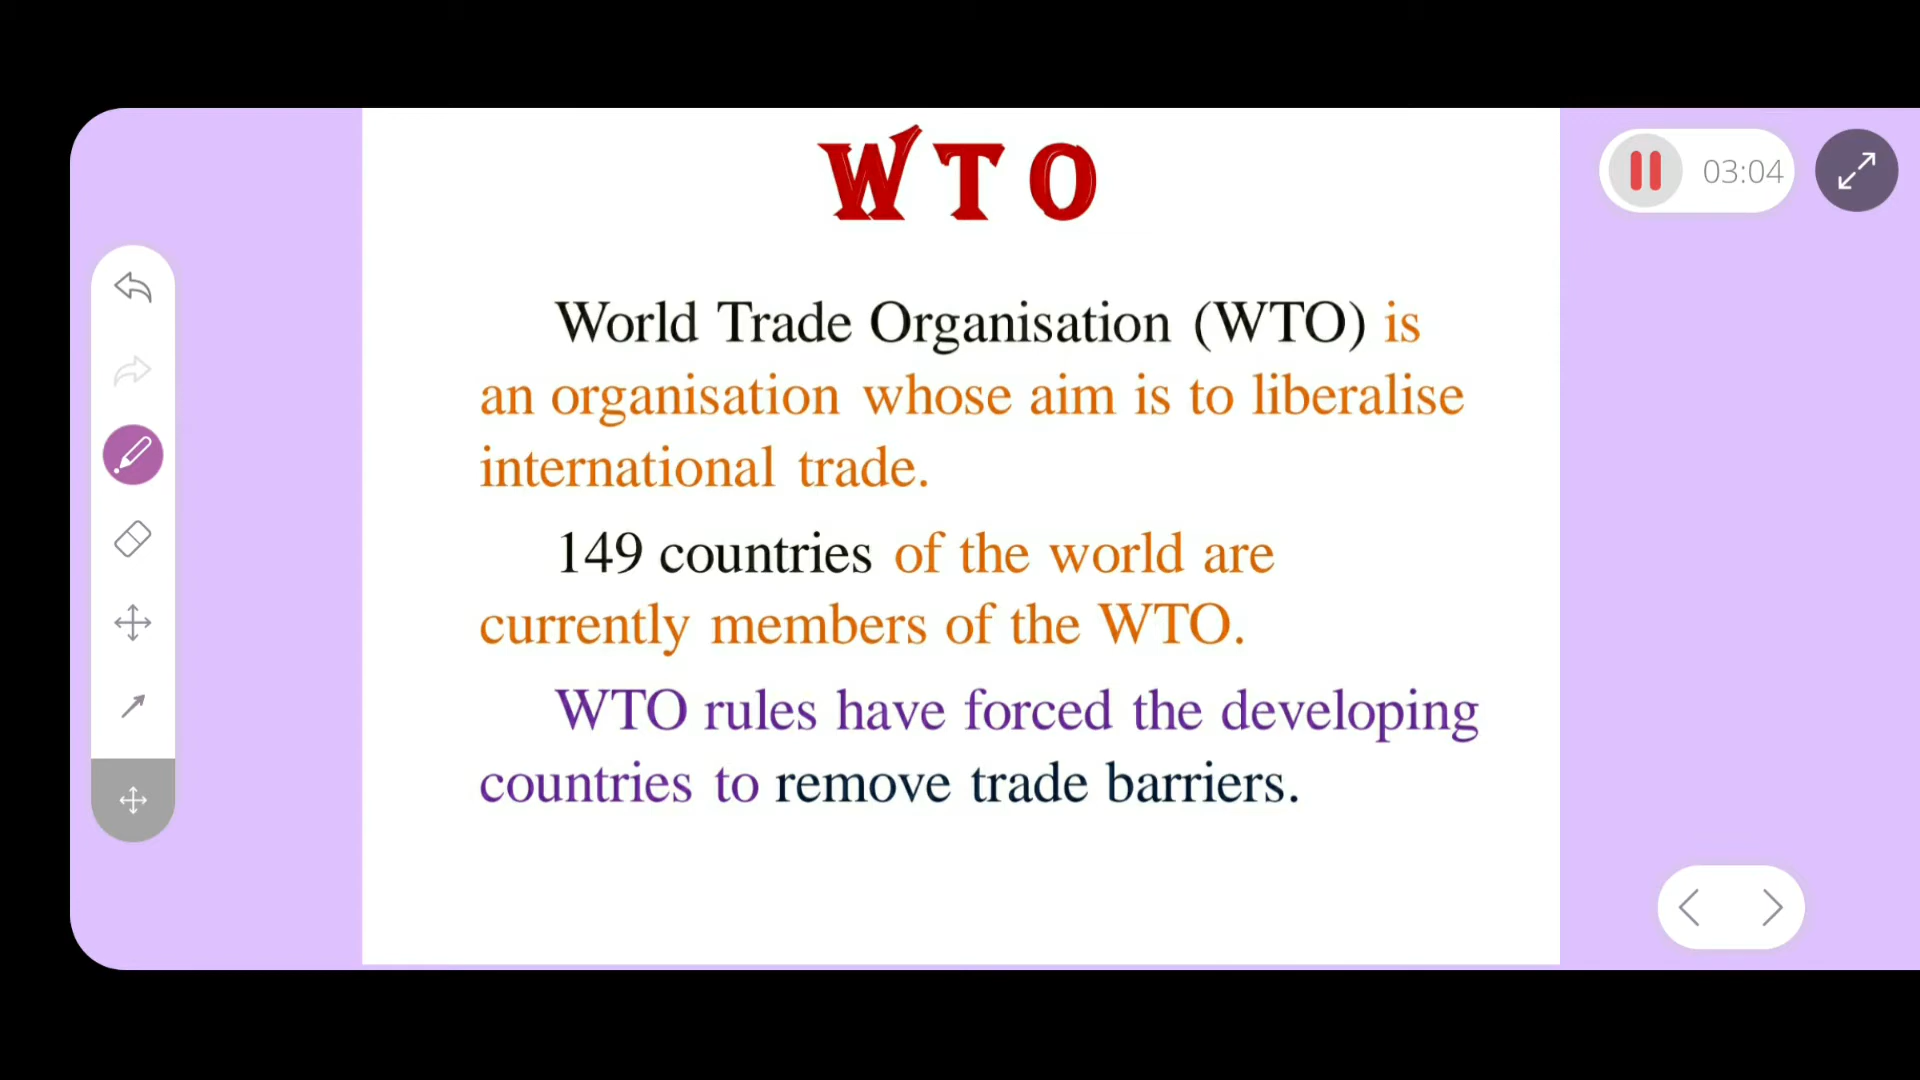 WTO
03:04
World Trade Organisation (WTO) is
an organisation whose aim is to liberalise
international trade.
149 countries of the world are
currently members of the WTO.
WTO rules have forced the developing
countries to remove trade barriers.